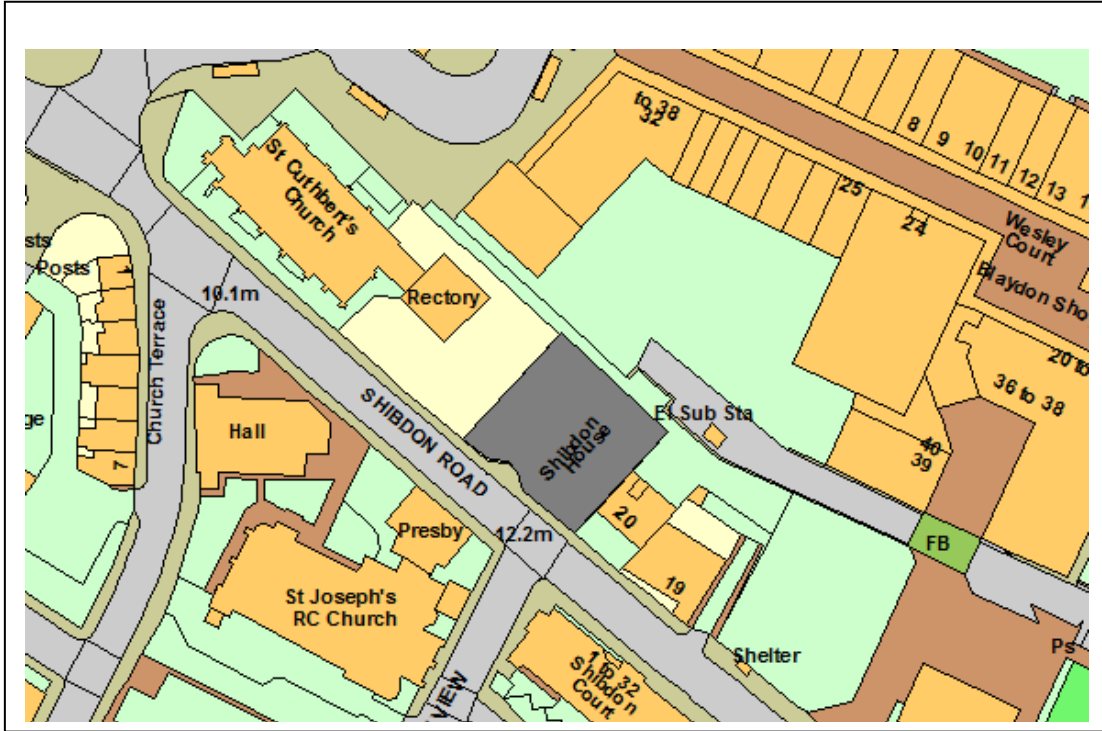 to 38
32
8
9
10
11
12
13
1
25
24
Wesley
Court
Blaydon Sho
St Cuthbert's
Church
Rectory
sts
Posts
1
10.1m
Church Terrace
SHIBDON ROAD
Hall
ge
7
El Sub Sta
Shibdon
House
20 to
36 to 38
40
39
20
19
12.2m
Presby
FB
St Joseph's
RC Church
Shelter
Ps
1 to 32
Shibdon
Court
VIEW